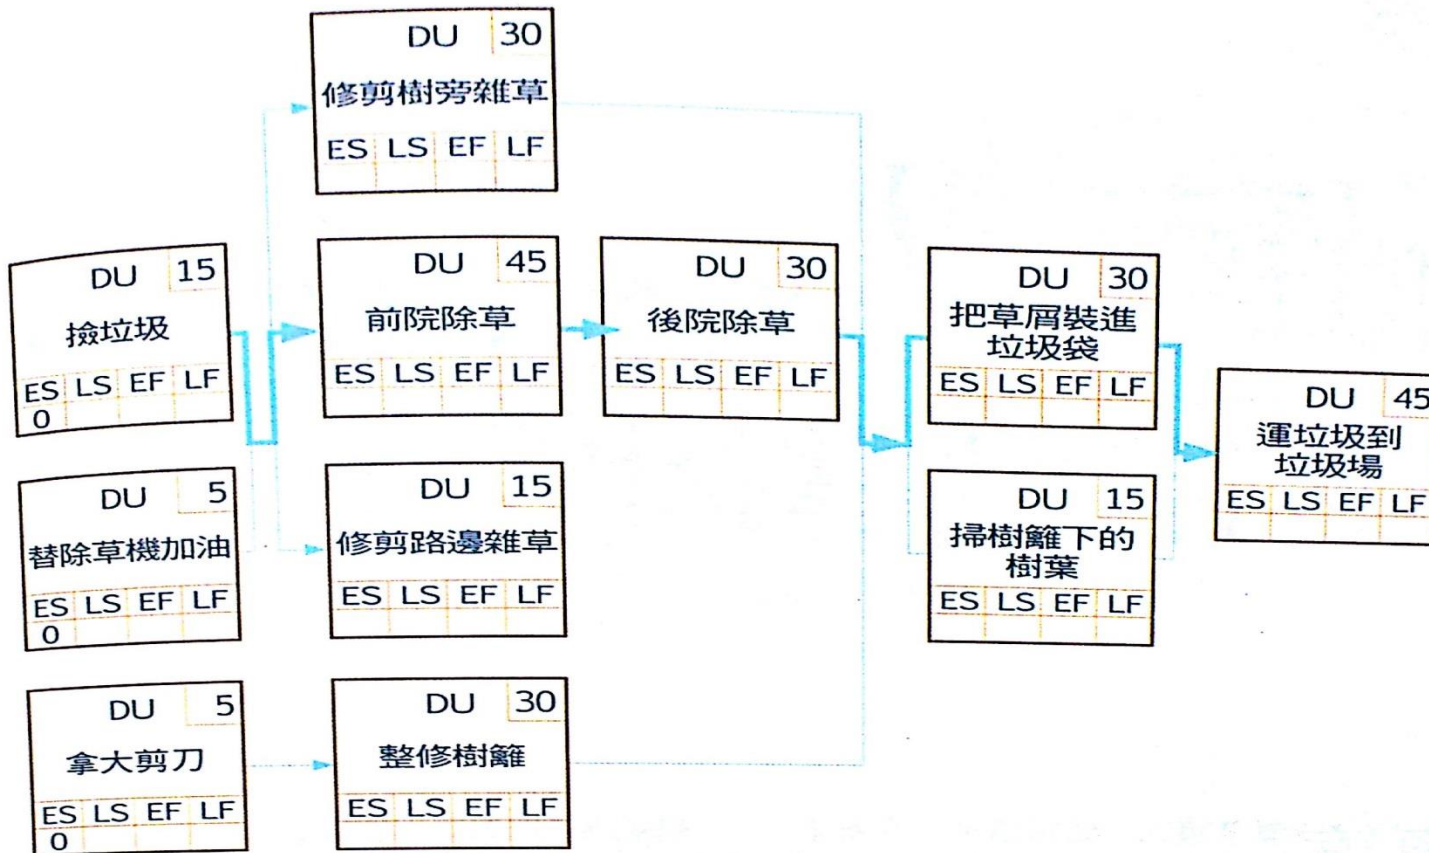 DU 30
修剪樹旁雜草
ES LS EF LF
DU 15
撿垃圾
ES LS EF LF
0
DU 45
前院除草
ES LS EF LF
DU 30
後院除草
ES LS EF LF
DU 30
把草屑裝進
垃圾袋
ES LS EF LF
DU 45
運垃圾到
垃圾場
ES LS EF LF
DU 5
替除草機加油
ES LS EF LF
0
DU 15
修剪路邊雜草
ES LS EF LF
DU 15
掃樹籬下的
樹葉
ES LS EF LF
DU 5
拿大剪刀
ES LS EF LF
0
DU 30
整修樹籬
ES LS EF LF